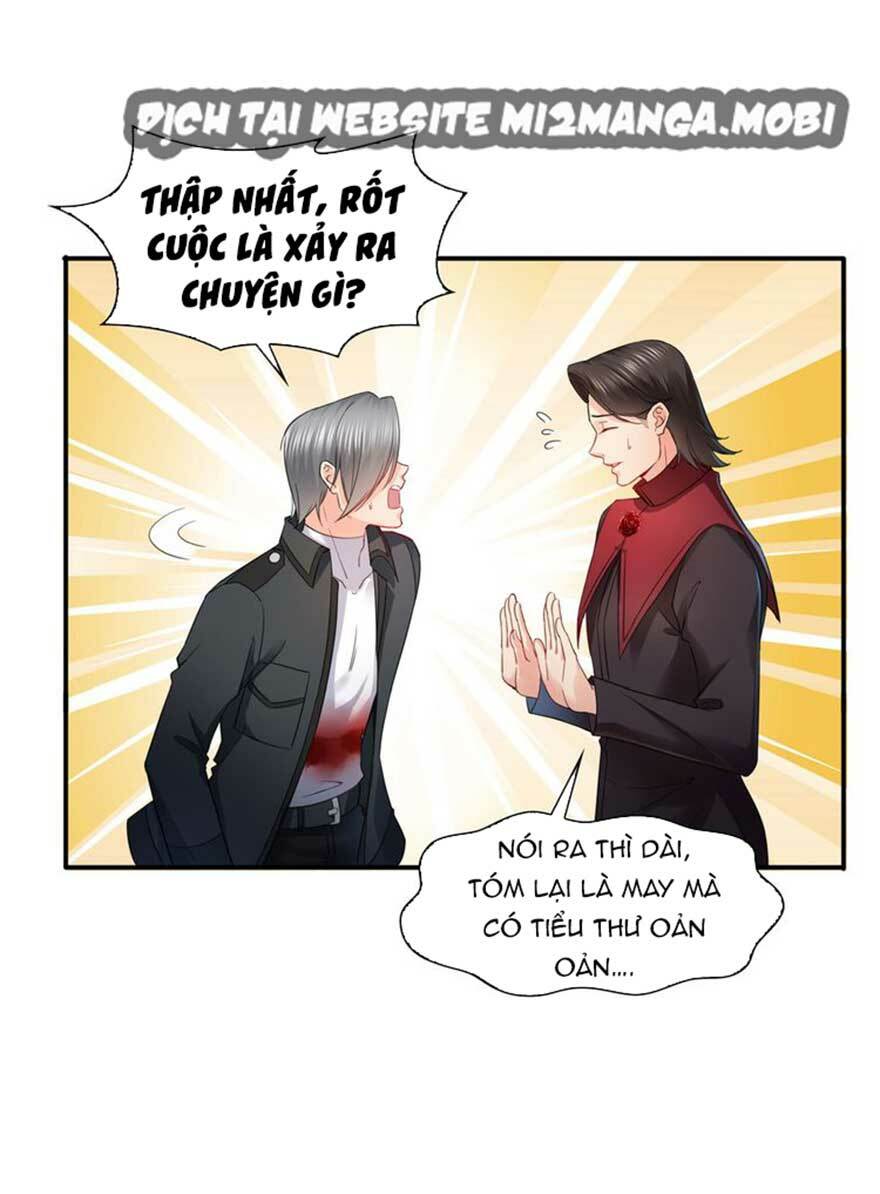 DỊCH TẠI WEBSITE MI2MANGA.MOBI
THẬP NHẤT, RỐT
CUỘC LÀ XẢY RA
CHUYỆN GÌ?
NÓI RA THÌ DÀI,
TÓM LẠI LÀ MAY MÀ
CÓ TIỂU THƯ OẢN
OẢN....